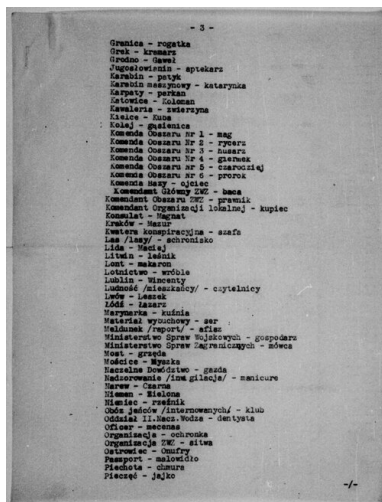 - 3 -
Granica - rogatka
Grek - kramarz
Grodno - Gaweł
Jugosłowianin - aptekarz
Karabin - patyk
Karabin maszynowy - katarynka
Karpaty - parkan
Katowice - Koloman
Kawaleria - zwierzyna
Kielce - Kuba
Kolej - gąsienica
Komenda Obszaru Nr 1 - mag
Komenda Obszaru Nr 2 - rycerz
Komenda Obszaru Nr 3 - husarz
Komenda Obszaru Nr 4 - giermek
Komenda Obszaru Nr 5 - czarodziej
Komenda Obszaru Nr 6 - prorok
Komenda Bazy - ojciec
Komendant Główny ZWZ - baca
Komendant Obszaru ZWZ - prawnik
Komendant Organizacji lokalnej - kupiec
Konsulat - Magnat
Kraków - Mazur
Kwatera konspiracyjna - szafa
Las /lasy/ - schronisko
Lida - Maciej
Litwin - leśnik
Lont - makaron
Lotnictwo - wróble
Lublin - Wincenty
Ludność /mieszkańcy/ - czytelnicy
Lwów - Leszek
Łódź - Łazarz
Marynarka - kuźnia
Materiał wybuchowy - ser
Meldunek /raport/ - afisz
Ministerstwo Spraw Wojskowych - gospodarz
Ministerstwo Spraw Zagranicznych - mówca
Most - grzęda
Mościce - Myszka
Naczelne Dowództwo - gazda
Nadzorowanie /inwigilacja/ - manicure
Narew - Czarna
Niemen - Zielona
Niemiec - rzeźnik
Obóz jeńców /internowanych/ - klub
Oddział II.Nacz.Wodza - dentysta
Oficer - mecenas
Organizacja - ochronka
Organizacja ZWZ - sitwa
Ostrowiec - Onufry
Paszport - malowidło
Piechota - chmura
Pieczęć - jajko
-/-